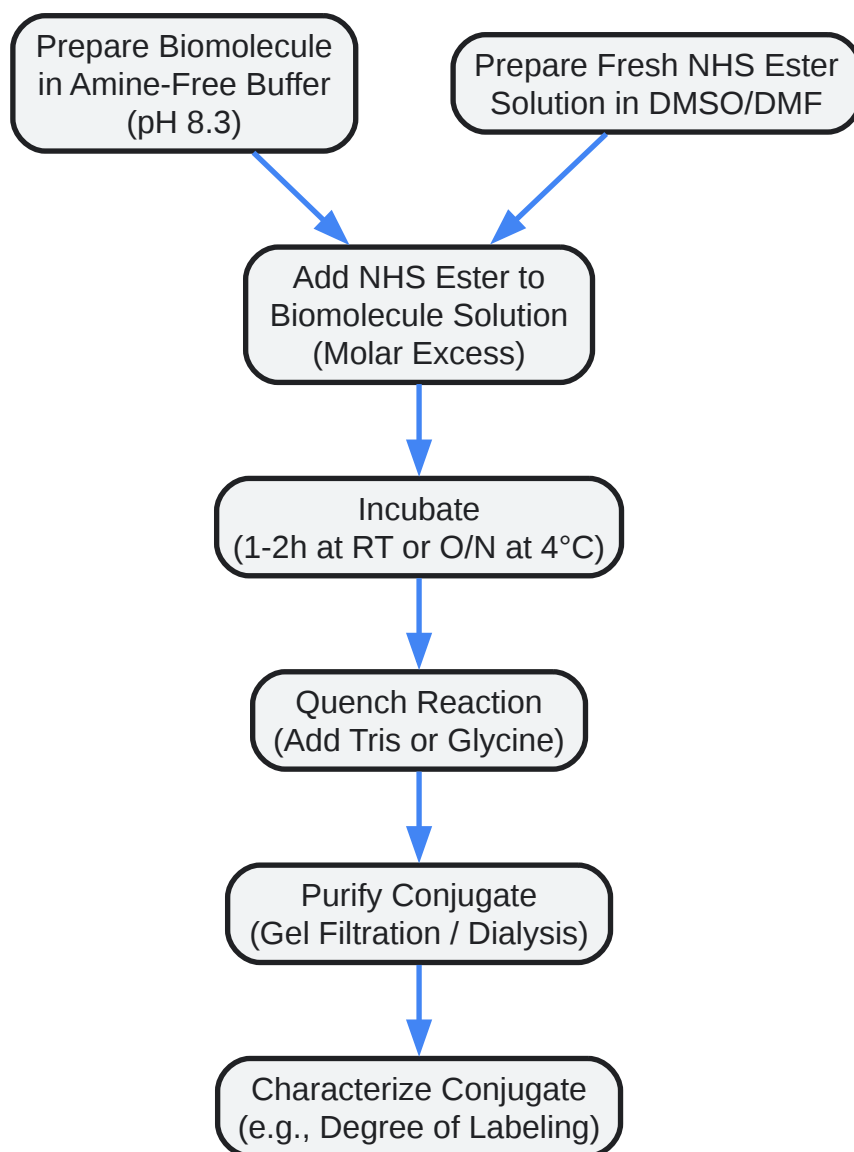 Prepare Biomolecule
in Amine-Free Buffer
(pH 8.3)
Prepare Fresh NHS Ester
Solution in DMSO/DMF
Add NHS Ester to
Biomolecule Solution
(Molar Excess)
Incubate
(1-2h at RT or O/N at 4°C)
Quench Reaction
(Add Tris or Glycine)
Purify Conjugate
(Gel Filtration / Dialysis)
Characterize Conjugate
(e.g., Degree of Labeling)